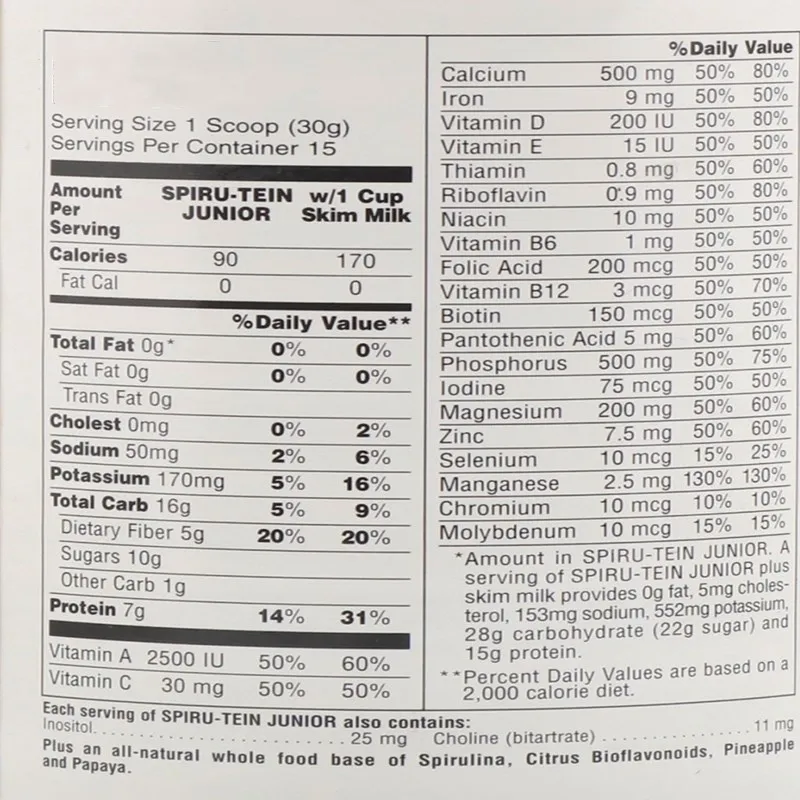 Serving Size 1 Scoop (30g)
Servings Per Container 15
Amount Per Serving SPIRU-TEIN JUNIOR w/1 Cup Skim Milk
Calories 90 170
Fat Cal 0 0
%Daily Value**
Total Fat 0g* 0% 0%
Sat Fat 0g 0% 0%
Trans Fat 0g
Cholest 0mg 0% 2%
Sodium 50mg 2% 6%
Potassium 170mg 5% 16%
Total Carb 16g 5% 9%
Dietary Fiber 5g 20% 20%
Sugars 10g
Other Carb 1g
Protein 7g 14% 31%
Vitamin A 2500 IU 50% 60%
Vitamin C 30 mg 50% 50%
%Daily Value
Calcium 500 mg 50% 80%
Iron 9 mg 50% 50%
Vitamin D 200 IU 50% 80%
Vitamin E 15 IU 50% 50%
Thiamin 0.8 mg 50% 60%
Riboflavin 0.9 mg 50% 80%
Niacin 10 mg 50% 50%
Vitamin B6 1 mg 50% 50%
Folic Acid 200 mcg 50% 50%
Vitamin B12 3 mcg 50% 70%
Biotin 150 mcg 50% 50%
Pantothenic Acid 5 mg 50% 60%
Phosphorus 500 mg 50% 75%
Iodine 75 mcg 50% 50%
Magnesium 200 mg 50% 60%
Zinc 7.5 mg 50% 60%
Selenium 10 mcg 15% 25%
Manganese 2.5 mg 130% 130%
Chromium 10 mcg 10% 10%
Molybdenum 10 mcg 15% 15%
*Amount in SPIRU-TEIN JUNIOR. A
serving of SPIRU-TEIN JUNIOR plus
skim milk provides 0g fat, 5mg choles-
terol, 153mg sodium, 552mg potassium,
28g carbohydrate (22g sugar) and
15g protein.
**Percent Daily Values are based on a
2,000 calorie diet.
Each serving of SPIRU-TEIN JUNIOR also contains:
Inositol. . . . . . . . . . . . . . . . . . . . . 25 mg Choline (bitartrate) . . . . . . . . . . . . . . 11 mg
Plus an all-natural whole food base of Spirulina, Citrus Bioflavonoids, Pineapple
and Papaya.